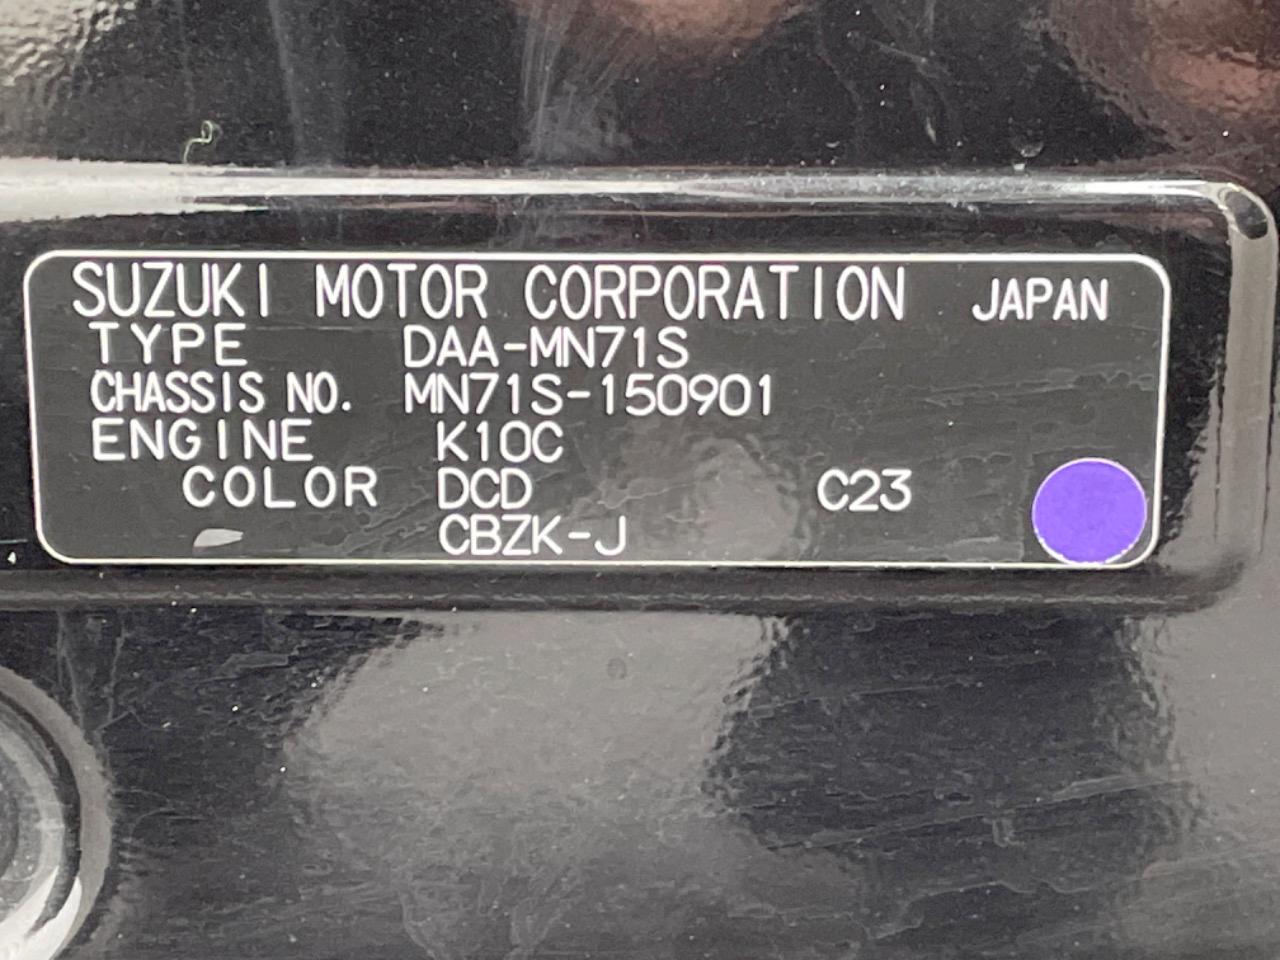 SUZUKI MOTOR CORPORATION JAPAN
TYPE DAA-MN71S
CHASSIS NO. MN71S-150901
ENGINE K10C
COLOR DCD C23
CBZK-J